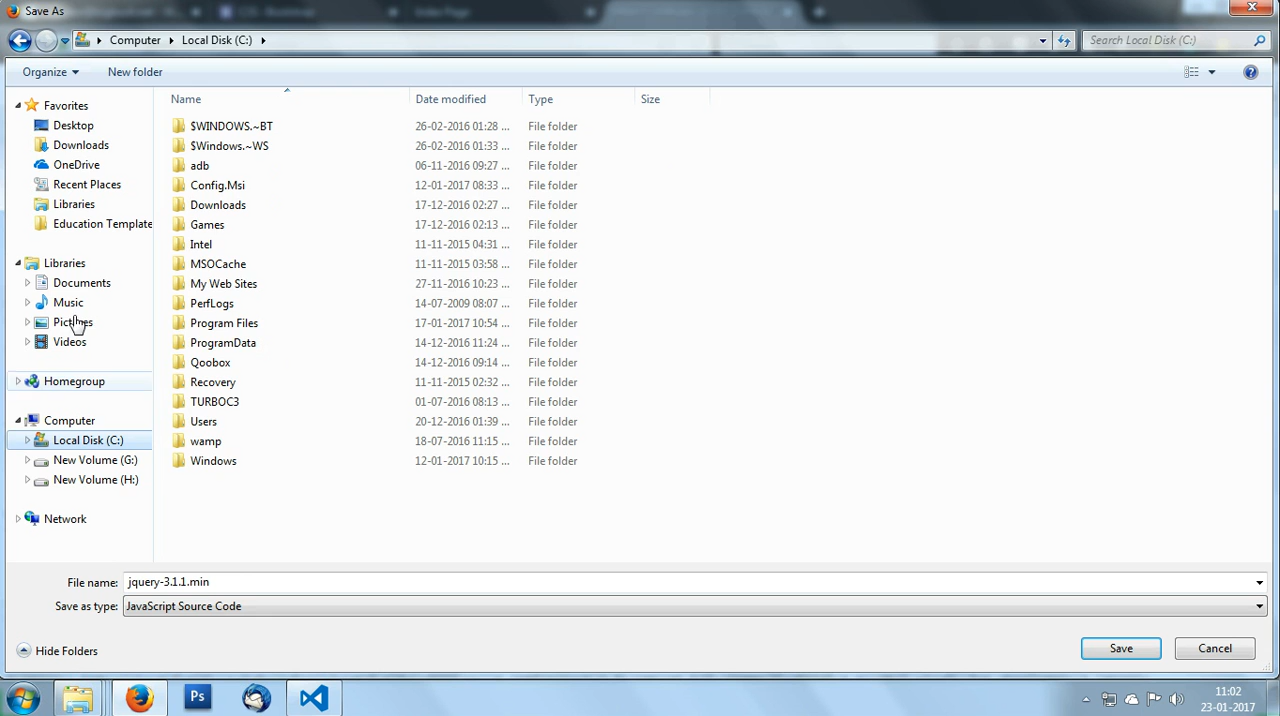 Save As
Index Page
Computer Local Disk (C:)
Search Local Disk (C:)
Organize New folder
Name Date modified Type Size
Favorites
Desktop
Downloads
OneDrive
Recent Places
Libraries
Education Template
Libraries
Documents
Music
Pictures
Videos
Homegroup
Computer
Local Disk (C:)
New Volume (G:)
New Volume (H:)
Network
$WINDOWS.~BT 26-02-2016 01:28 ... File folder
$Windows.~WS 26-02-2016 01:33 ... File folder
adb 06-11-2016 09:27 ... File folder
Config.Msi 12-01-2017 08:33 ... File folder
Downloads 17-12-2016 02:27 ... File folder
Games 17-12-2016 02:13 ... File folder
Intel 11-11-2015 04:31 ... File folder
MSOCache 11-11-2015 03:58 ... File folder
My Web Sites 27-11-2016 10:23 ... File folder
PerfLogs 14-07-2009 08:07 ... File folder
Program Files 17-01-2017 10:54 ... File folder
ProgramData 14-12-2016 11:24 ... File folder
Qoobox 14-12-2016 09:14 ... File folder
Recovery 11-11-2015 02:32 ... File folder
TURBOC3 01-07-2016 08:13 ... File folder
Users 20-12-2016 01:39 ... File folder
wamp 18-07-2016 11:15 ... File folder
Windows 12-01-2017 10:15 ... File folder
File name: jquery-3.1.1.min
Save as type: JavaScript Source Code
Hide Folders Save Cancel
Ps
11:02
23-01-2017